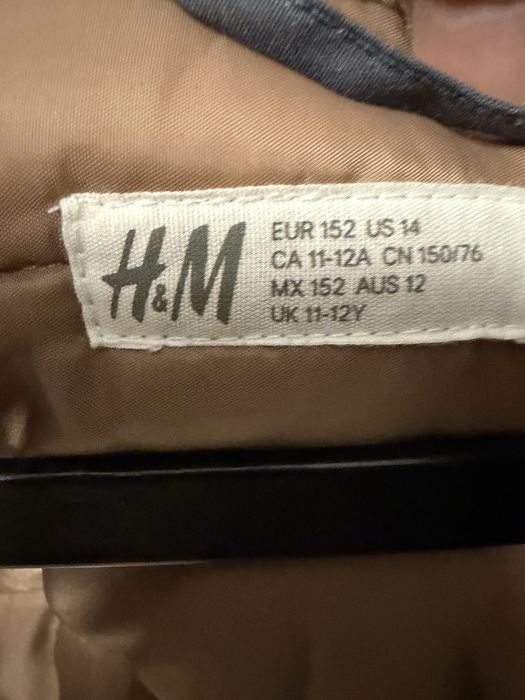 H&M
EUR 152 US 14
CA 11-12A CN 150/76
MX 152 AUS 12
UK 11-12Y